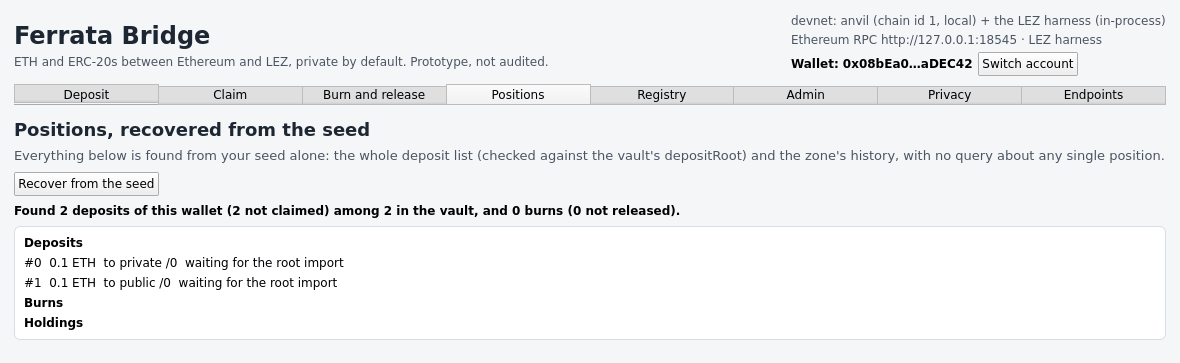 Ferrata Bridge
ETH and ERC-20s between Ethereum and LEZ, private by default. Prototype, not audited.
devnet: anvil (chain id 1, local) + the LEZ harness (in-process)
Ethereum RPC http://127.0.0.1:18545 · LEZ harness
Wallet: 0x08bEa0…aDEC42 Switch account
Deposit Claim Burn and release Positions Registry Admin Privacy Endpoints
Positions, recovered from the seed
Everything below is found from your seed alone: the whole deposit list (checked against the vault's depositRoot) and the zone's history, with no query about any single position.
Recover from the seed
Found 2 deposits of this wallet (2 not claimed) among 2 in the vault, and 0 burns (0 not released).
Deposits
#0 0.1 ETH to private /0 waiting for the root import
#1 0.1 ETH to public /0 waiting for the root import
Burns
Holdings